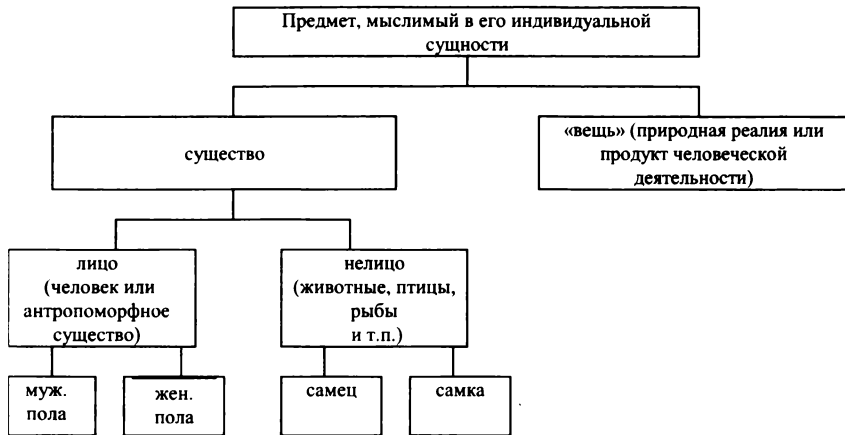 Предмет, мыслимый в его индивидуальной
сущности
существо
«вещь» (природная реалия или
продукт человеческой
деятельности)
лицо
(человек или
антропоморфное
существо)
нелицо
(животные, птицы,
рыбы
и т.п.)
муж.
пола
жен.
пола
самец
самка